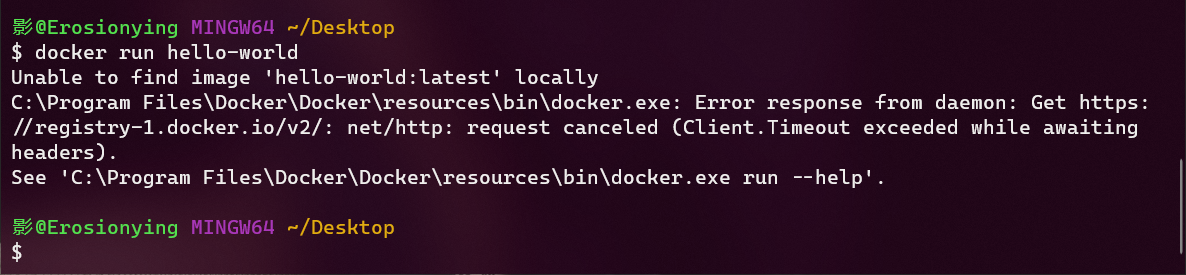 影@Erosionying MINGW64 ~/Desktop
$ docker run hello-world
Unable to find image 'hello-world:latest' locally
C:\Program Files\Docker\Docker\resources\bin\docker.exe: Error response from daemon: Get https:
//registry-1.docker.io/v2/: net/http: request canceled (Client.Timeout exceeded while awaiting
headers).
See 'C:\Program Files\Docker\Docker\resources\bin\docker.exe run --help'.
影@Erosionying MINGW64 ~/Desktop
$